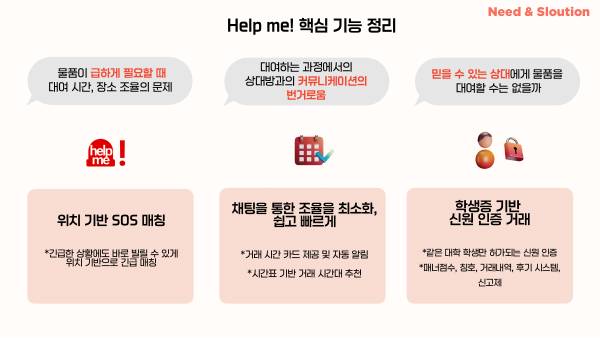 Need & Sloution
Help me! 핵심 기능 정리
물품이 급하게 필요할 때
대여 시간, 장소 조율의 문제
대여하는 과정에서의
상대방과의 커뮤니케이션의
번거로움
믿을 수 있는 상대에게 물품을
대여할 수는 없을까
help
me !
위치 기반 SOS 매칭
*긴급한 상황에도 바로 빌릴 수 있게
위치 기반으로 긴급 매칭
채팅을 통한 조율을 최소화,
쉽고 빠르게
*거래 시간 카드 제공 및 자동 알림
*시간표 기반 거래 시간대 추천
학생증 기반
신원 인증 거래
*같은 대학 학생만 허가되는 신원 인증
*매너점수, 칭호, 거래내역, 후기 시스템,
신고제